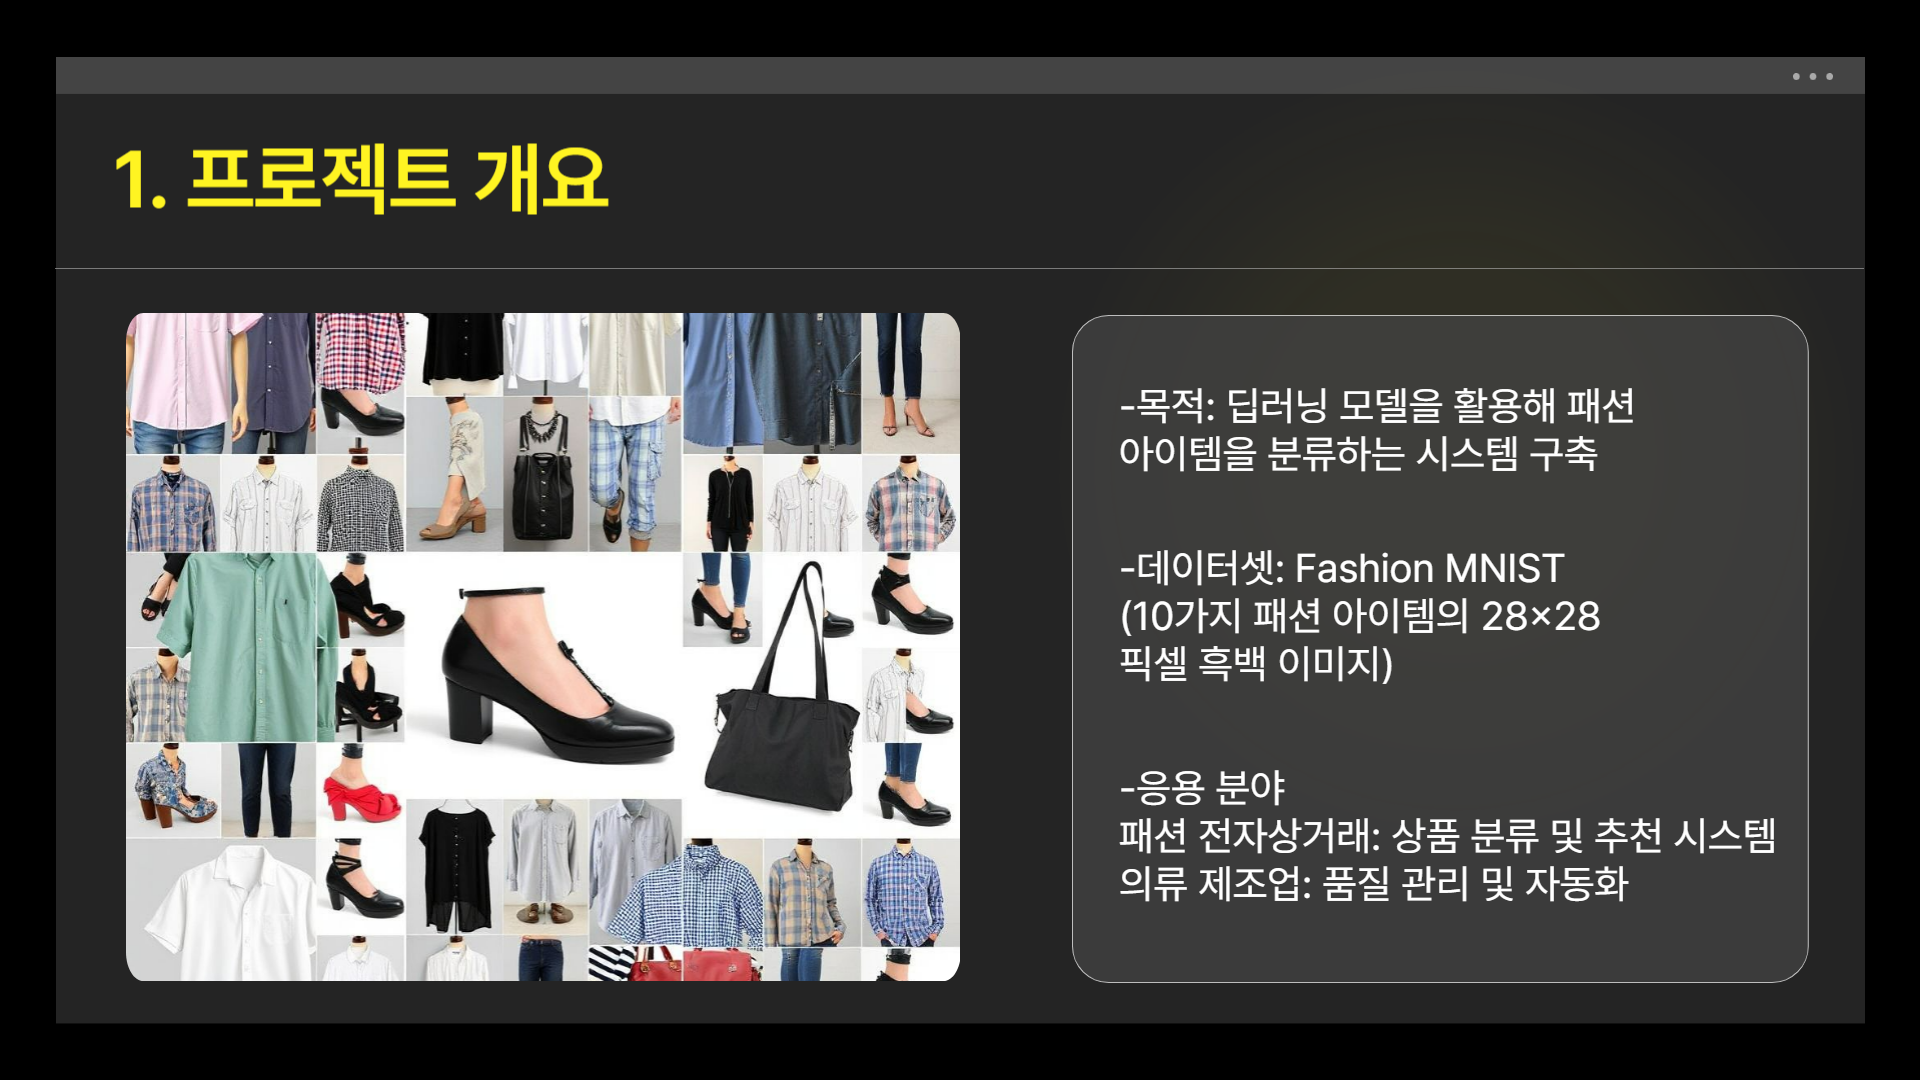 1. 프로젝트 개요
-목적: 딥러닝 모델을 활용해 패션
아이템을 분류하는 시스템 구축
-데이터셋: Fashion MNIST
(10가지 패션 아이템의 28×28
픽셀 흑백 이미지)
-응용 분야
패션 전자상거래: 상품 분류 및 추천 시스템
의류 제조업: 품질 관리 및 자동화